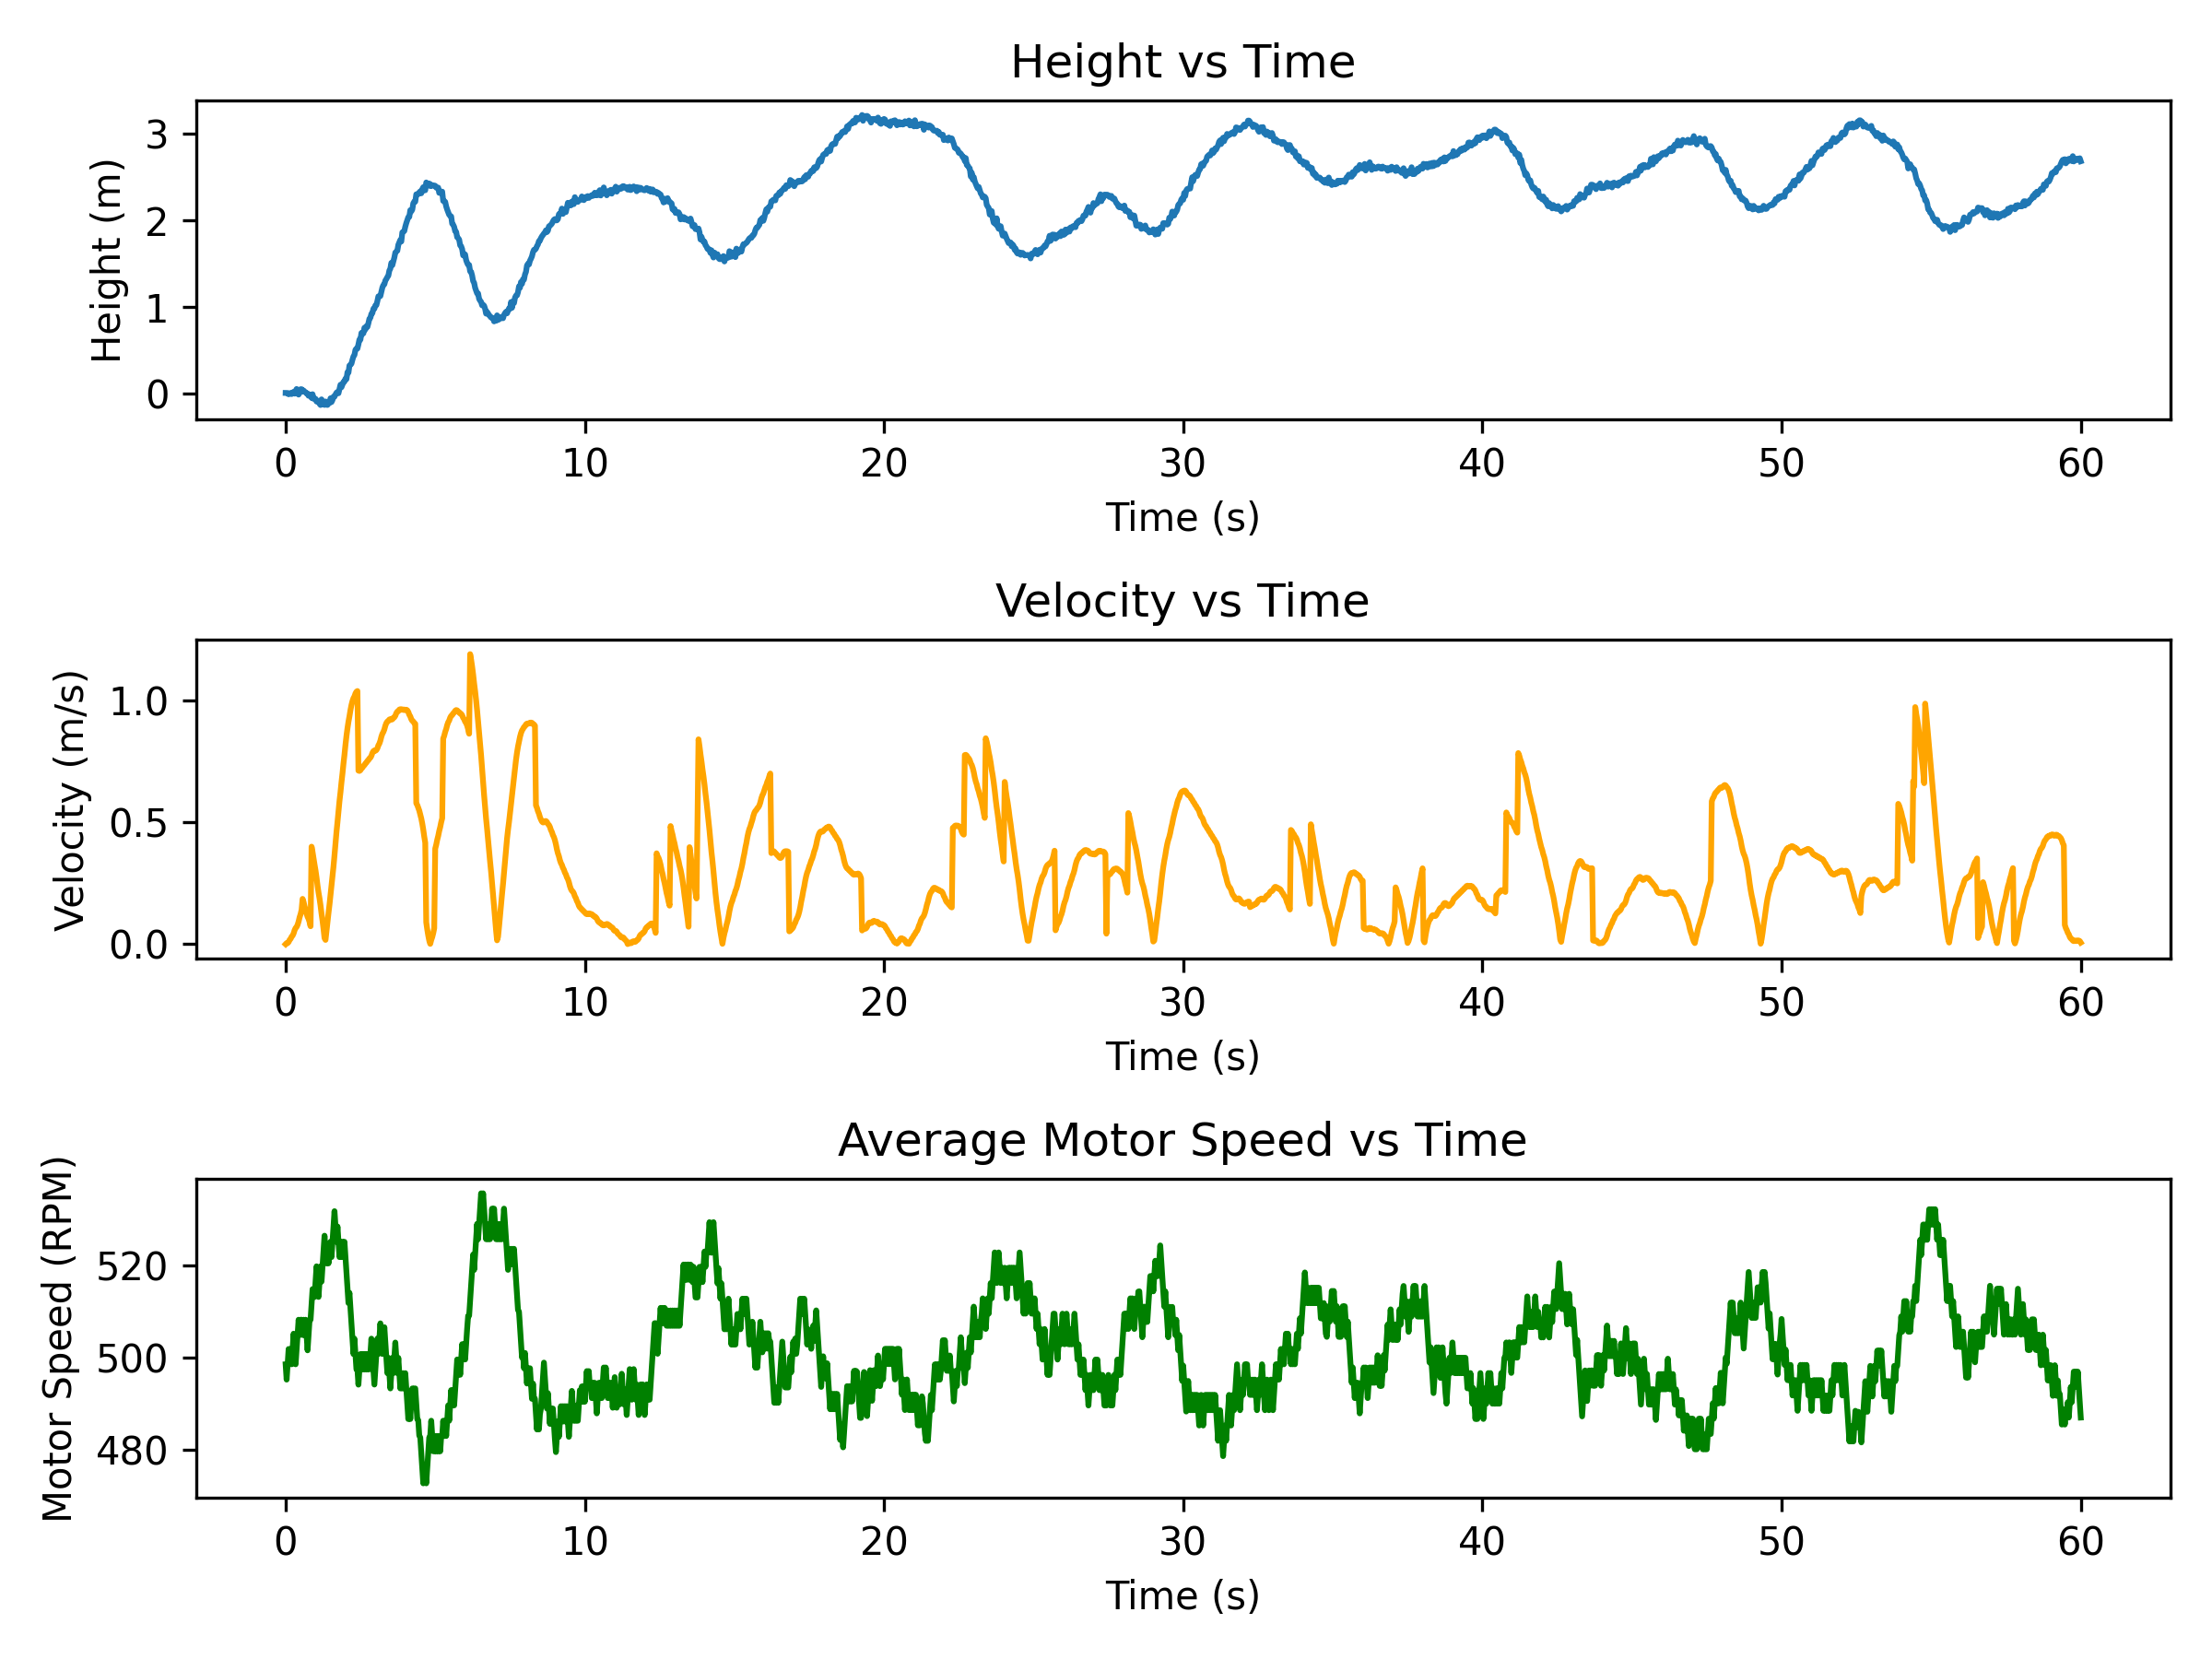 Height vs Time
Height (m)
3
2
1
0
0 10 20 30 40 50 60
Time (s)
Velocity vs Time
Velocity (m/s)
1.0
0.5
0.0
0 10 20 30 40 50 60
Time (s)
Average Motor Speed vs Time
Motor Speed (RPM)
520
500
480
0 10 20 30 40 50 60
Time (s)